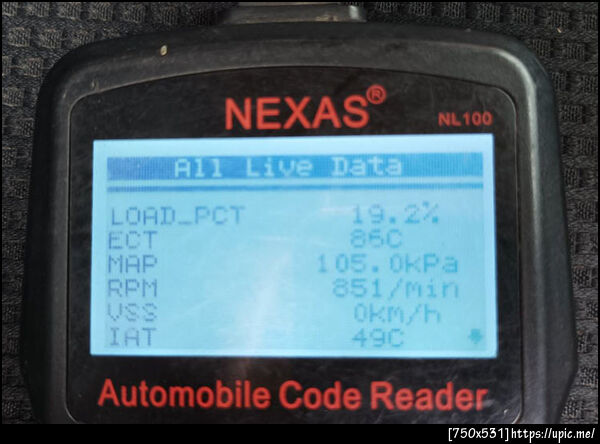 NEXAS®
NL100
All Live Data
LOAD_PCT 19.2%
ECT 86C
MAP 105.0kPa
RPM 851/min
VSS 0km/h
IAT 49C
Automobile Code Reader
[750x531]https://upic.me/